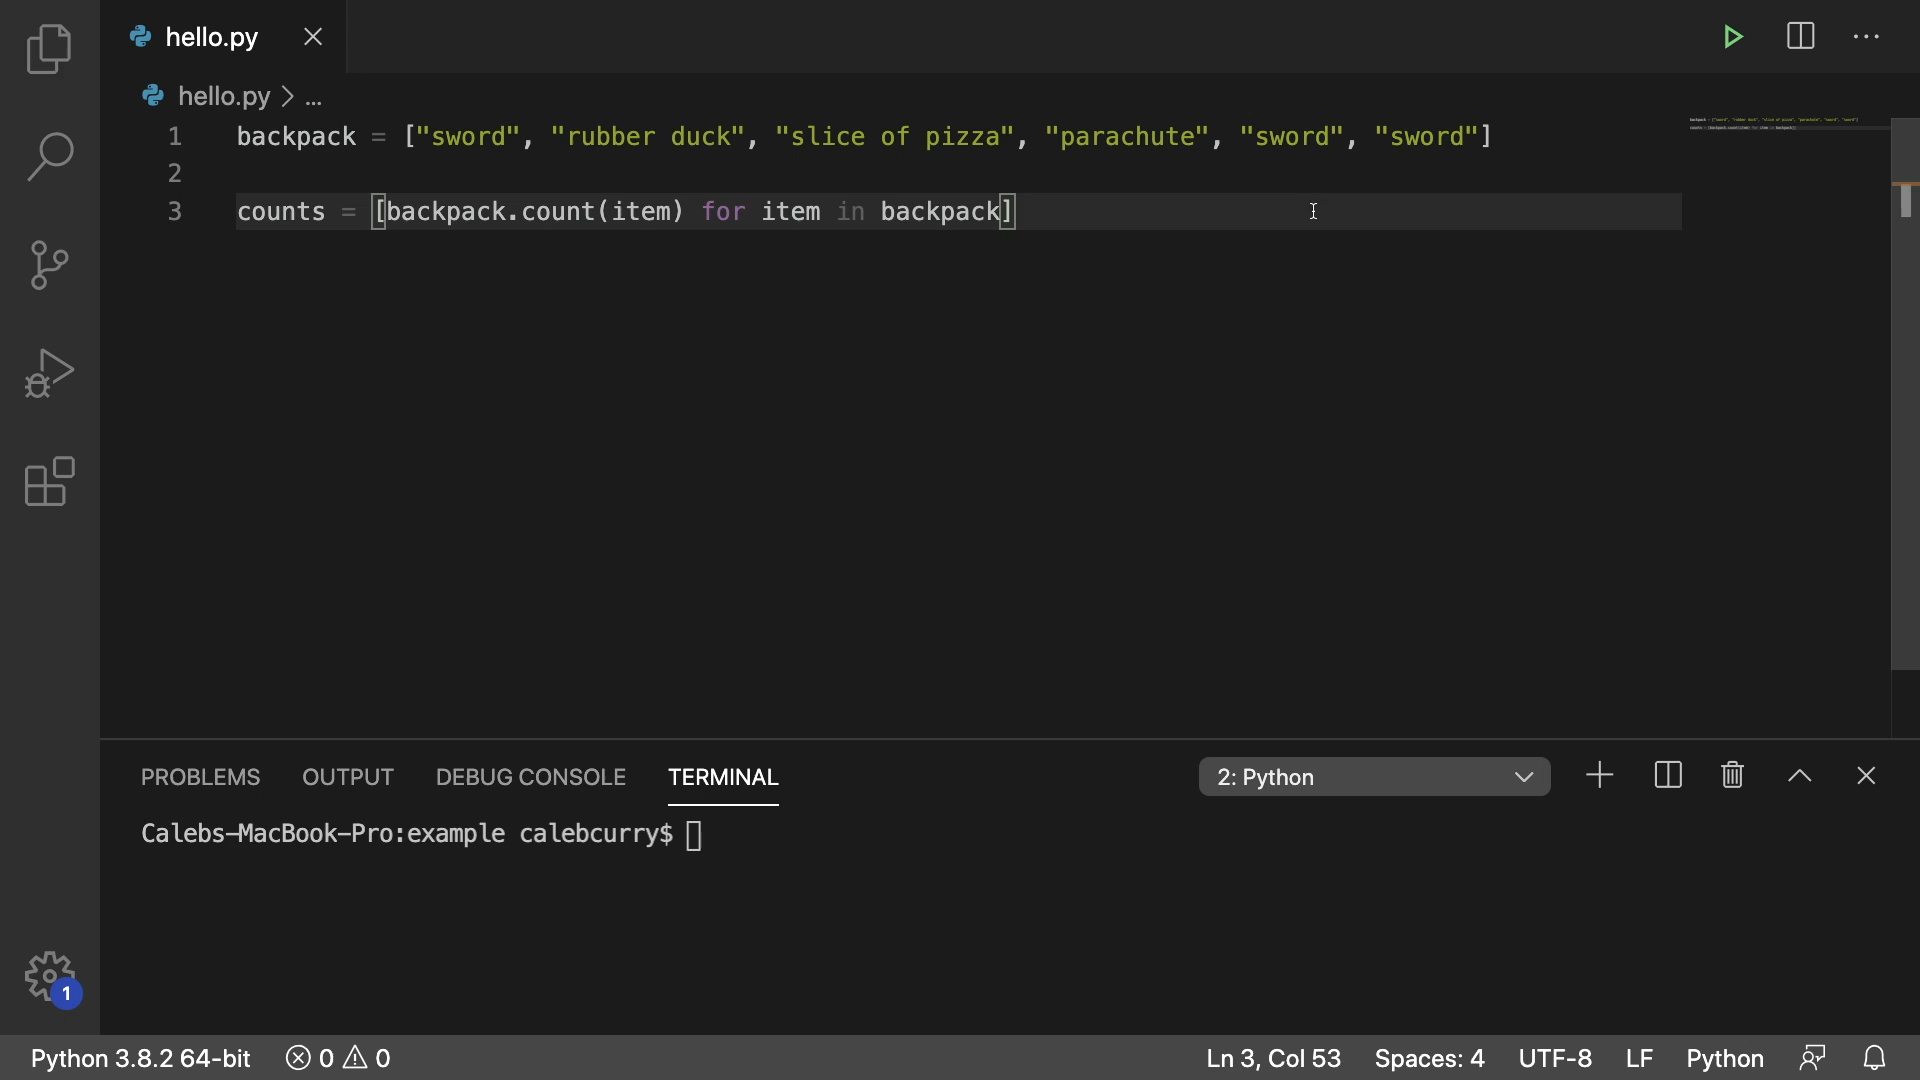 hello.py
hello.py > ...
1 backpack = ["sword", "rubber duck", "slice of pizza", "parachute", "sword", "sword"]
2
3 counts = [backpack.count(item) for item in backpack]
PROBLEMS OUTPUT DEBUG CONSOLE TERMINAL 2: Python
Calebs-MacBook-Pro:example calebcurry$
1
Python 3.8.2 64-bit 0 0 Ln 3, Col 53 Spaces: 4 UTF-8 LF Python